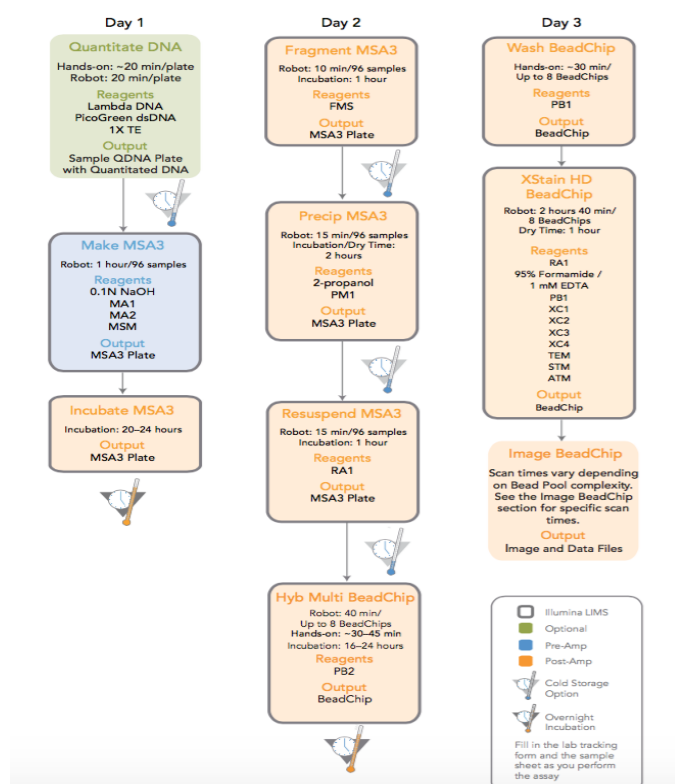 Day 1
Quantitate DNA
Hands-on: ~20 min/plate
Robot: 20 min/plate
Reagents
Lambda DNA
PicoGreen dsDNA
1X TE
Output
Sample QDNA Plate
with Quantitated DNA
Make MSA3
Robot: 1 hour/96 samples
Reagents
0.1N NaOH
MA1
MA2
MSM
Output
MSA3 Plate
Incubate MSA3
Incubation: 20–24 hours
Output
MSA3 Plate
Day 2
Fragment MSA3
Robot: 10 min/96 samples
Incubation: 1 hour
Reagents
FMS
Output
MSA3 Plate
Precip MSA3
Robot: 15 min/96 samples
Incubation/Dry Time:
2 hours
Reagents
2-propanol
PM1
Output
MSA3 Plate
Resuspend MSA3
Robot: 15 min/96 samples
Incubation: 1 hour
Reagents
RA1
Output
MSA3 Plate
Hyb Multi BeadChip
Robot: 40 min/
Up to 8 BeadChips
Hands-on: ~30–45 min
Incubation: 16–24 hours
Reagents
PB2
Output
BeadChip
Day 3
Wash BeadChip
Hands-on: ~30 min/
Up to 8 BeadChips
Reagents
PB1
Output
BeadChip
XStain HD
BeadChip
Robot: 2 hours 40 min/
8 BeadChips
Dry Time: 1 hour
Reagents
RA1
95% Formamide /
1 mM EDTA
PB1
XC1
XC2
XC3
XC4
TEM
STM
ATM
Output
BeadChip
Image BeadChip
Scan times vary depending
on Bead Pool complexity.
See the Image BeadChip
section for specific scan
times.
Output
Image and Data Files
Illumina LIMS
Optional
Pre-Amp
Post-Amp
Cold Storage
Option
Overnight
Incubation
Fill in the lab tracking
form and the sample
sheet as you perform
the assay